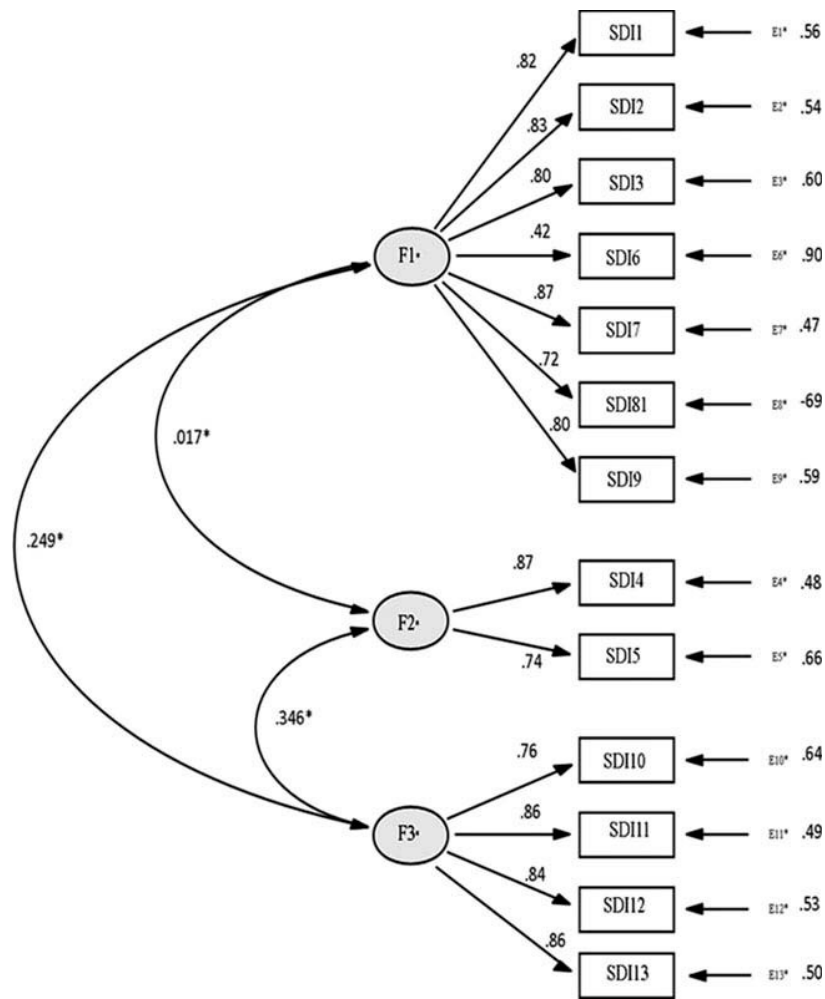 SDI1 E1* .56
.82
SDI2 E2* .54
.83
SDI3 E3* .60
.80
F1* .42 SDI6 E6* .90
.87 SDI7 E7* .47
.72
SDI81 E8* -69
.80
.017*
SDI9 E9* .59
.249*
.87 SDI4 E4* .48
F2*
.74 SDI5 E5* .66
.346*
.76 SDI10 E10* .64
F3* .86 SDI11 E11* .49
.84 SDI12 E12* .53
.86
SDI13 E13* .50